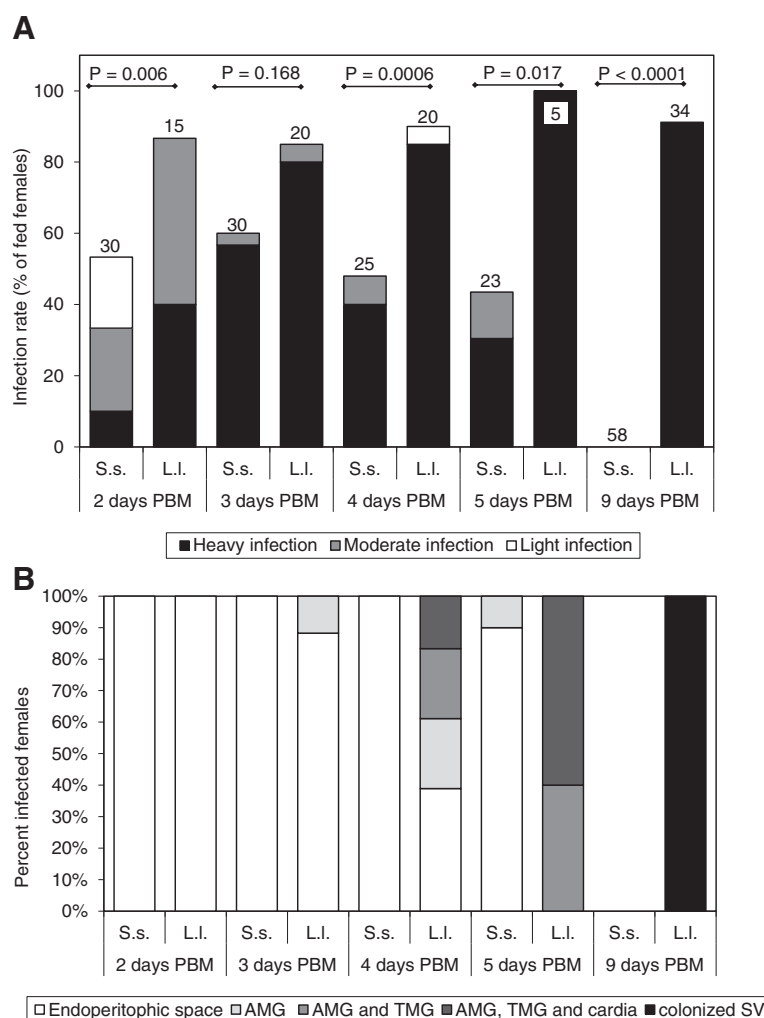 A
P = 0.006 P = 0.168 P = 0.0006 P = 0.017 P < 0.0001
Infection rate (% of fed females)
100
80
60
40
20
0
30 15 30 20 25 20 23 5 58 34
S.s. L.l. S.s. L.l. S.s. L.l. S.s. L.l. S.s. L.l.
2 days PBM 3 days PBM 4 days PBM 5 days PBM 9 days PBM
Heavy infection Moderate infection Light infection
B
Percent infected females
100%
90%
80%
70%
60%
50%
40%
30%
20%
10%
0%
S.s. L.l. S.s. L.l. S.s. L.l. S.s. L.l. S.s. L.l.
2 days PBM 3 days PBM 4 days PBM 5 days PBM 9 days PBM
Endoperitophic space AMG AMG and TMG AMG, TMG and cardia colonized SV